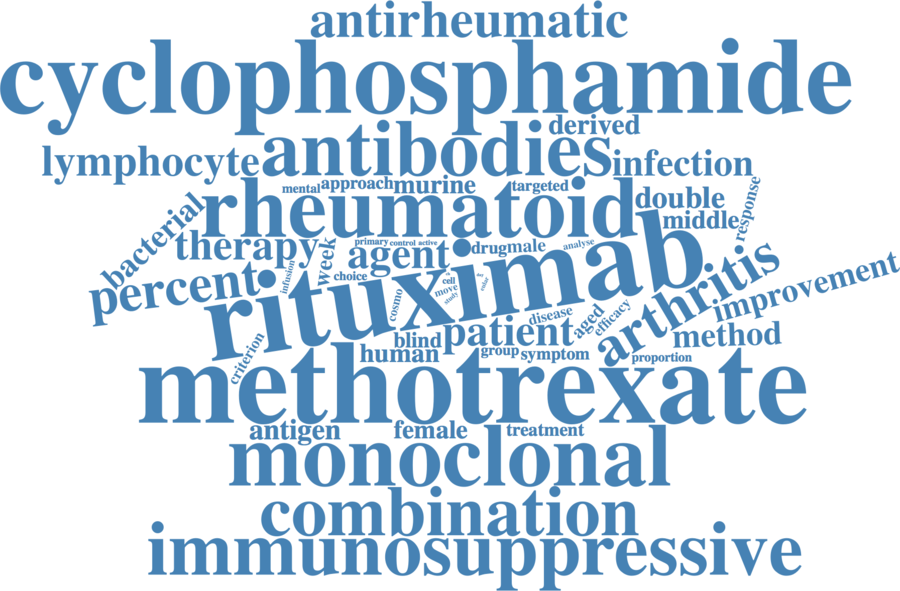 antirheumatic
cyclophosphamide
derived
lymphocyte antibodies infection
mental approach murine targeted
rheumatoid double
response
middle
bacterial
therapy week primary control active
agent drug male analyse
infusion choice cell
move
study
percent rituximab arthritis improvement
cosmo
disease aged efficacy
blind patient method
human group symptom proportion
criterion
methotrexate
antigen female treatment
monoclonal
combination
immunosuppressive